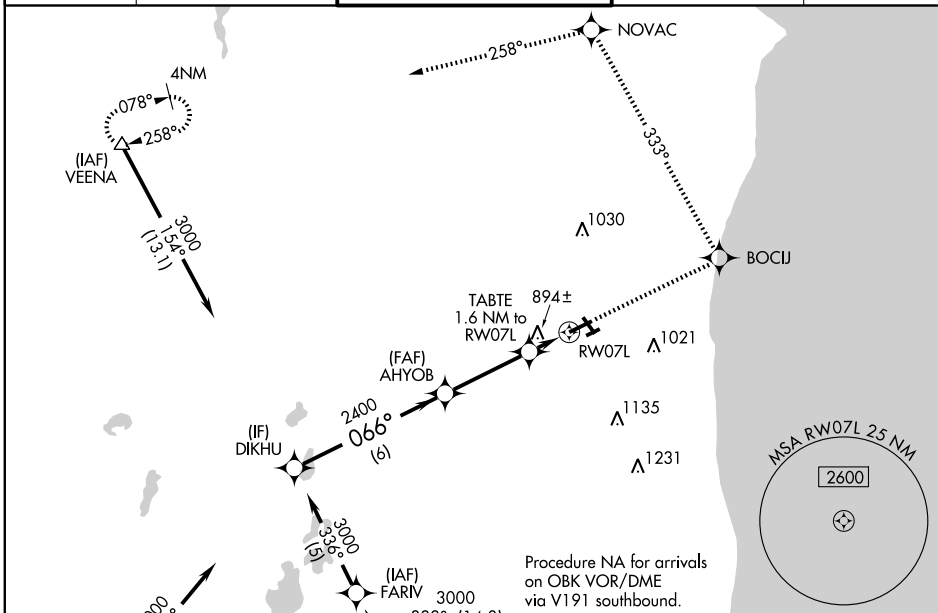 NOVAC
258°
4NM
078°
258°
(IAF)
VEENA
333°
3000
154°
(13.1)
1030
BOCIJ
TABTE
1.6 NM to
RW07L
894±
RW07L
1021
(FAF)
AHYOB
2400
066°
(6)
(IF)
DIKHU
1135
1231
MSA RW07L 25 NM
2600
3000
336°
(5)
(IAF)
FARIV
3000
Procedure NA for arrivals
on OBK VOR/DME
via V191 southbound.